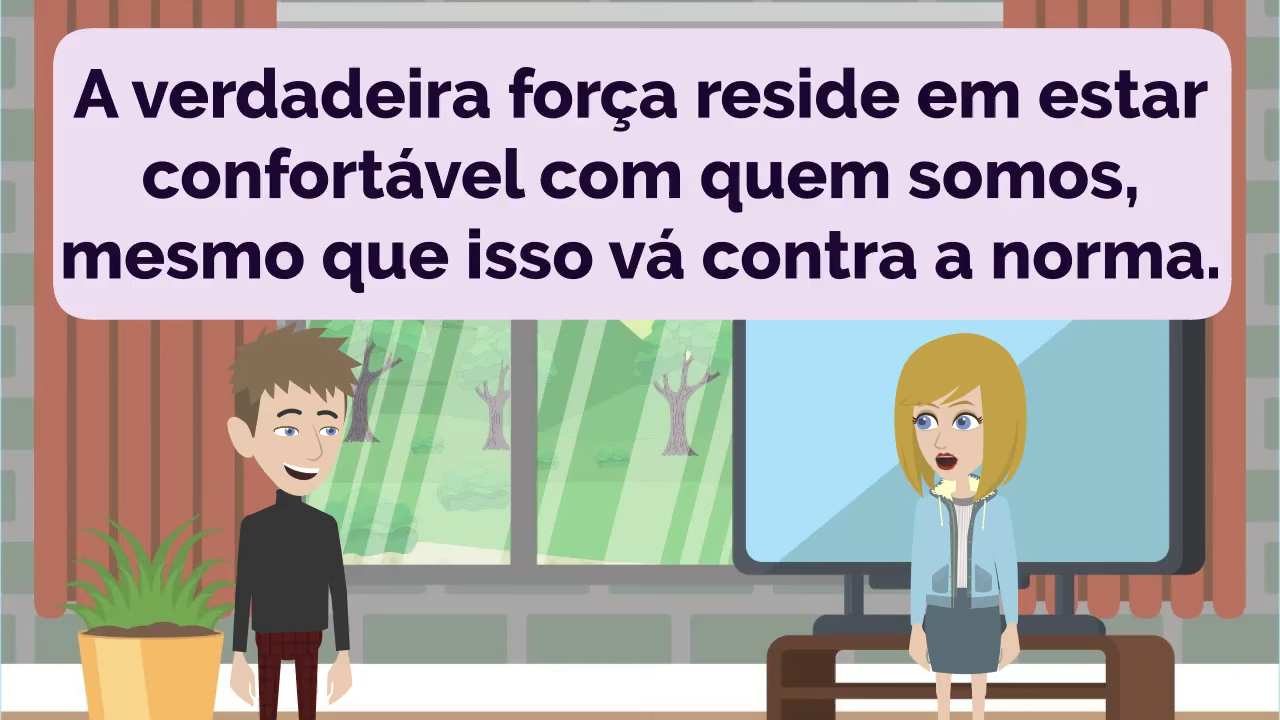 A verdadeira força reside em estar
confortável com quem somos,
mesmo que isso vá contra a norma.